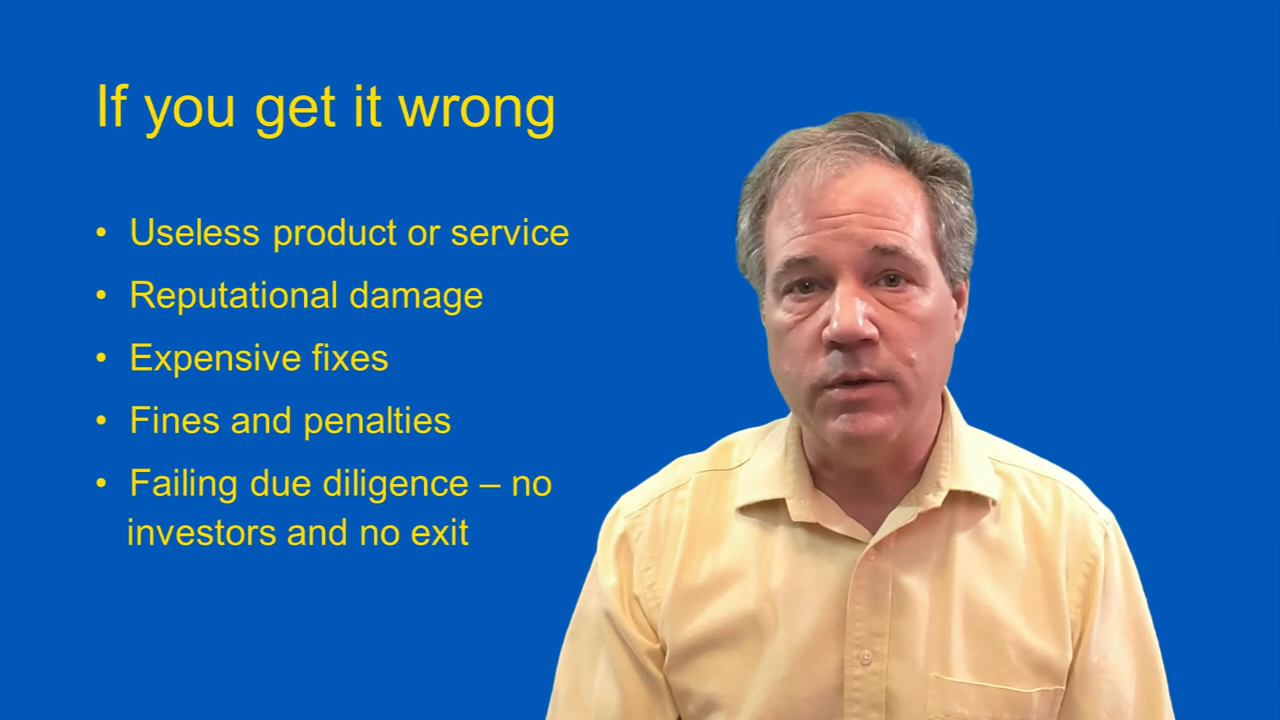 If you get it wrong
• Useless product or service
• Reputational damage
• Expensive fixes
• Fines and penalties
• Failing due diligence – no
investors and no exit